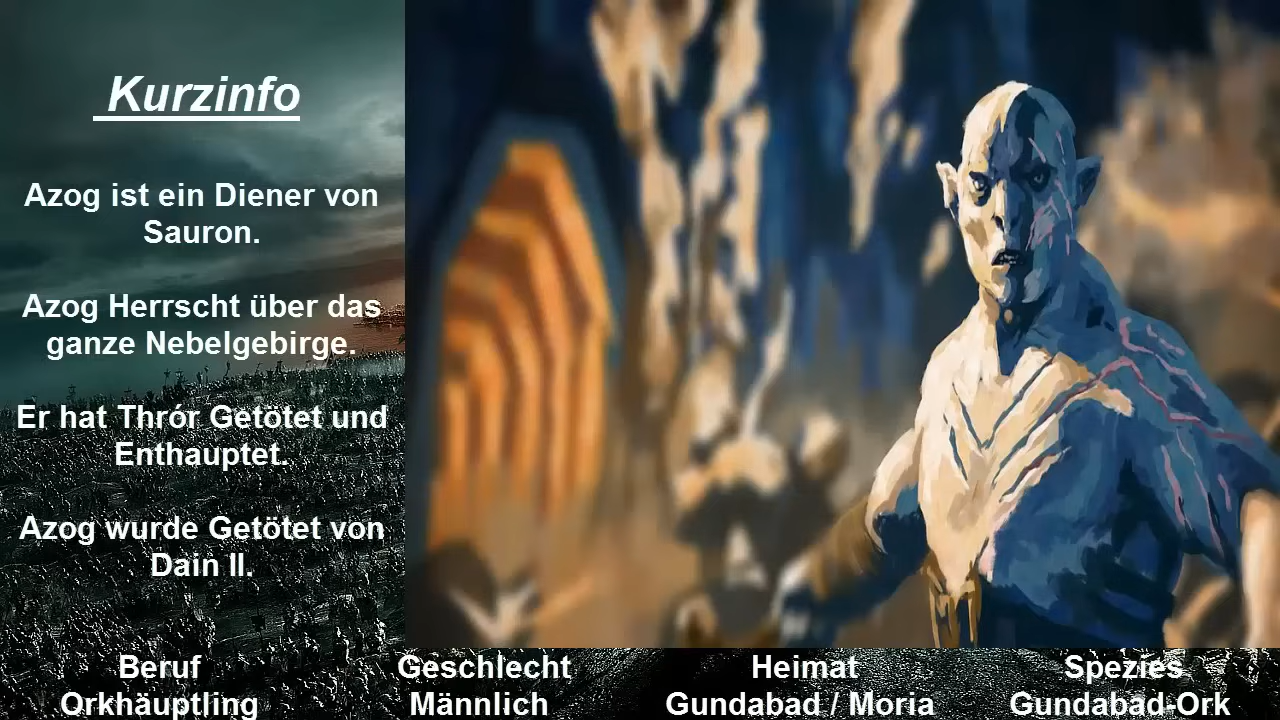 Kurzinfo
Azog ist ein Diener von
Sauron.
Azog Herrscht über das
ganze Nebelgebirge.
Er hat Thrór Getötet und
Enthauptet.
Azog wurde Getötet von
Dain II.
Beruf
Orkhäuptling
Geschlecht
Männlich
Heimat
Gundabad / Moria
Spezies
Gundabad-Ork